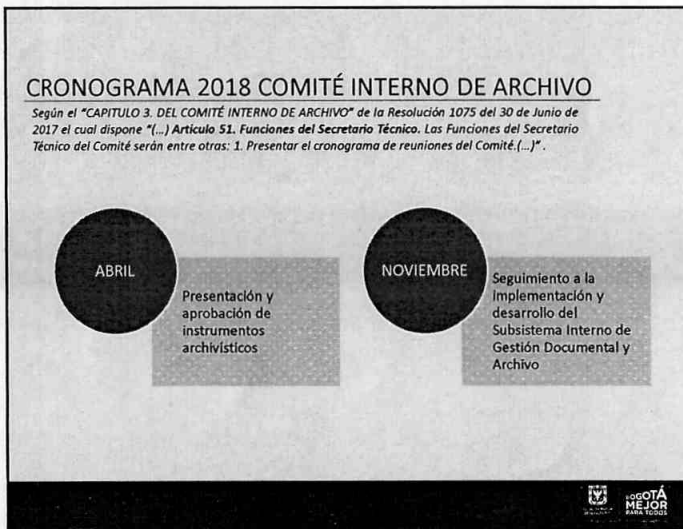 CRONOGRAMA 2018 COMITÉ INTERNO DE ARCHIVO
Según el "CAPITULO 3. DEL COMITÉ INTERNO DE ARCHIVO" de la Resolución 1075 del 30 de Junio de
2017 el cual dispone "(...) Artículo 51. Funciones del Secretario Técnico. Las Funciones del Secretario
Técnico del Comité serán entre otras: 1. Presentar el cronograma de reuniones del Comité.(...)" .
ABRIL
Presentación y
aprobación de
instrumentos
archivísticos
NOVIEMBRE
Seguimiento a la
implementación y
desarrollo del
Subsistema Interno de
Gestión Documental y
Archivo
BOGOTÁ
MEJOR
PARA TODOS